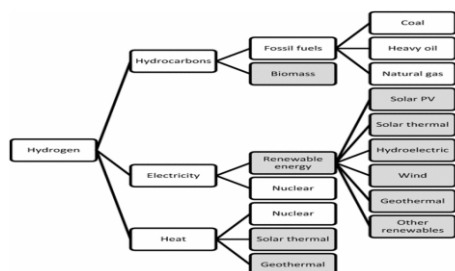 Hydrogen
Hydrocarbons
Fossil fuels
Coal
Heavy oil
Natural gas
Biomass
Electricity
Renewable
energy
Solar PV
Solar thermal
Hydroelectric
Wind
Geothermal
Other
renewables
Nuclear
Heat
Nuclear
Solar thermal
Geothermal